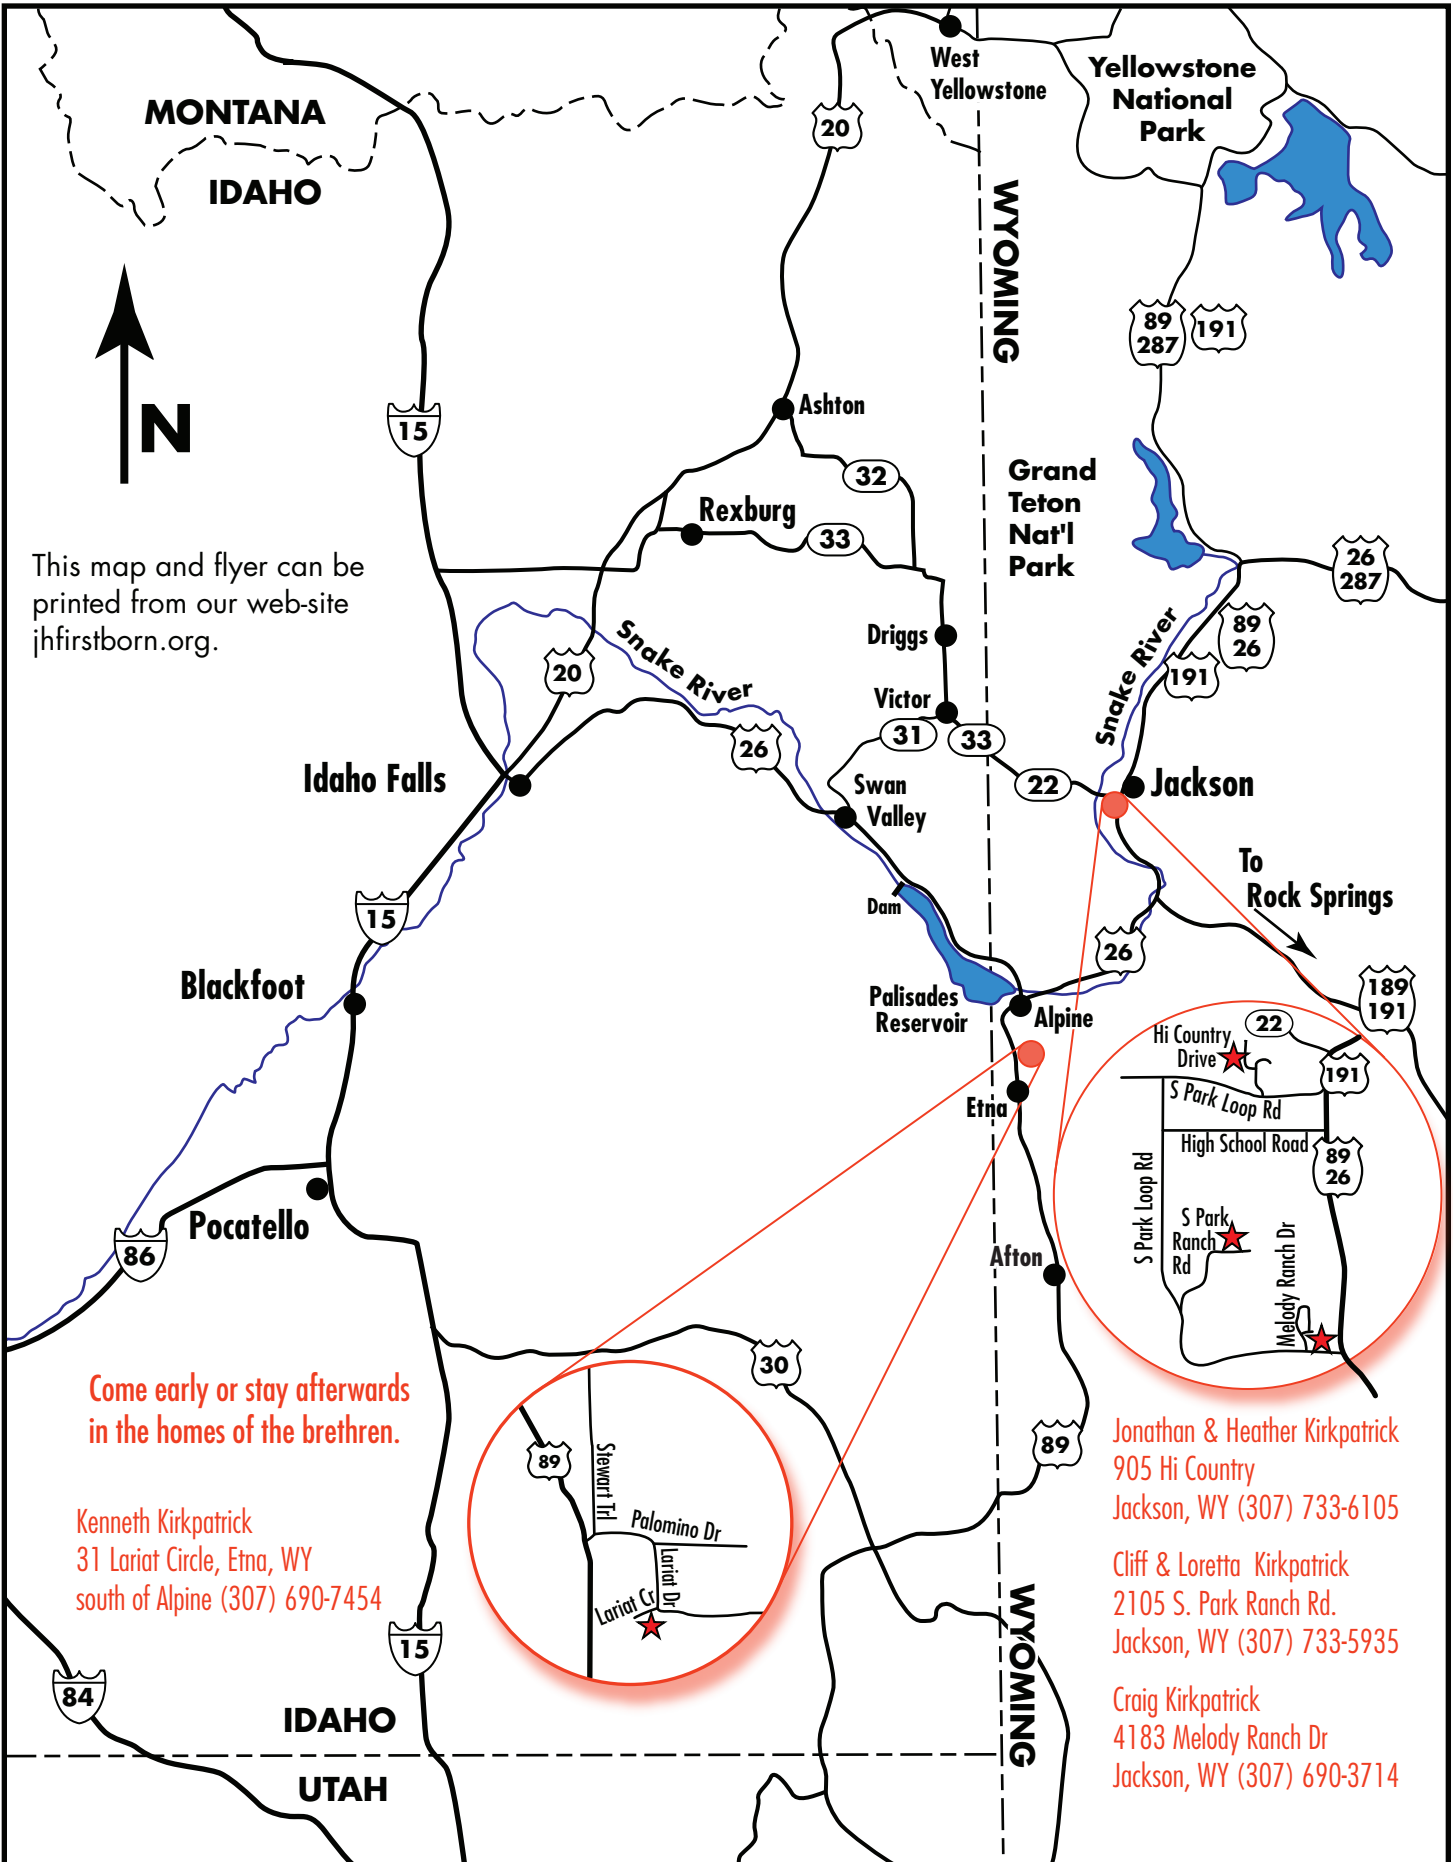 West
Yellowstone
Yellowstone
National
Park
MONTANA
20
IDAHO
WYOMING
89
287
191
N
15
Ashton
32
Grand
Teton
Nat'l
Park
Rexburg
33
26
287
This map and flyer can be
printed from our web-site
jhfirstborn.org.
Snake River
Driggs
Snake River
89
26
191
20
Victor
31
33
26
Idaho Falls
Swan
Valley
22
Jackson
To
Rock Springs
15
Dam
26
Blackfoot
Palisades
Reservoir
Alpine
189
191
Hi Country
Drive
22
191
S Park Loop Rd
Etna
High School Road
89
26
S Park Loop Rd
S Park
Ranch
Rd
Melody Ranch Dr
Pocatello
86
Afton
30
Come early or stay afterwards
in the homes of the brethren.
89
Stewart Trl
Palomino Dr
Lariat Dr
Lariat Cr
89
Jonathan & Heather Kirkpatrick
905 Hi Country
Jackson, WY (307) 733-6105
Kenneth Kirkpatrick
31 Lariat Circle, Etna, WY
south of Alpine (307) 690-7454
Cliff & Loretta Kirkpatrick
2105 S. Park Ranch Rd.
Jackson, WY (307) 733-5935
15
84
WYOMING
Craig Kirkpatrick
4183 Melody Ranch Dr
Jackson, WY (307) 690-3714
IDAHO
UTAH